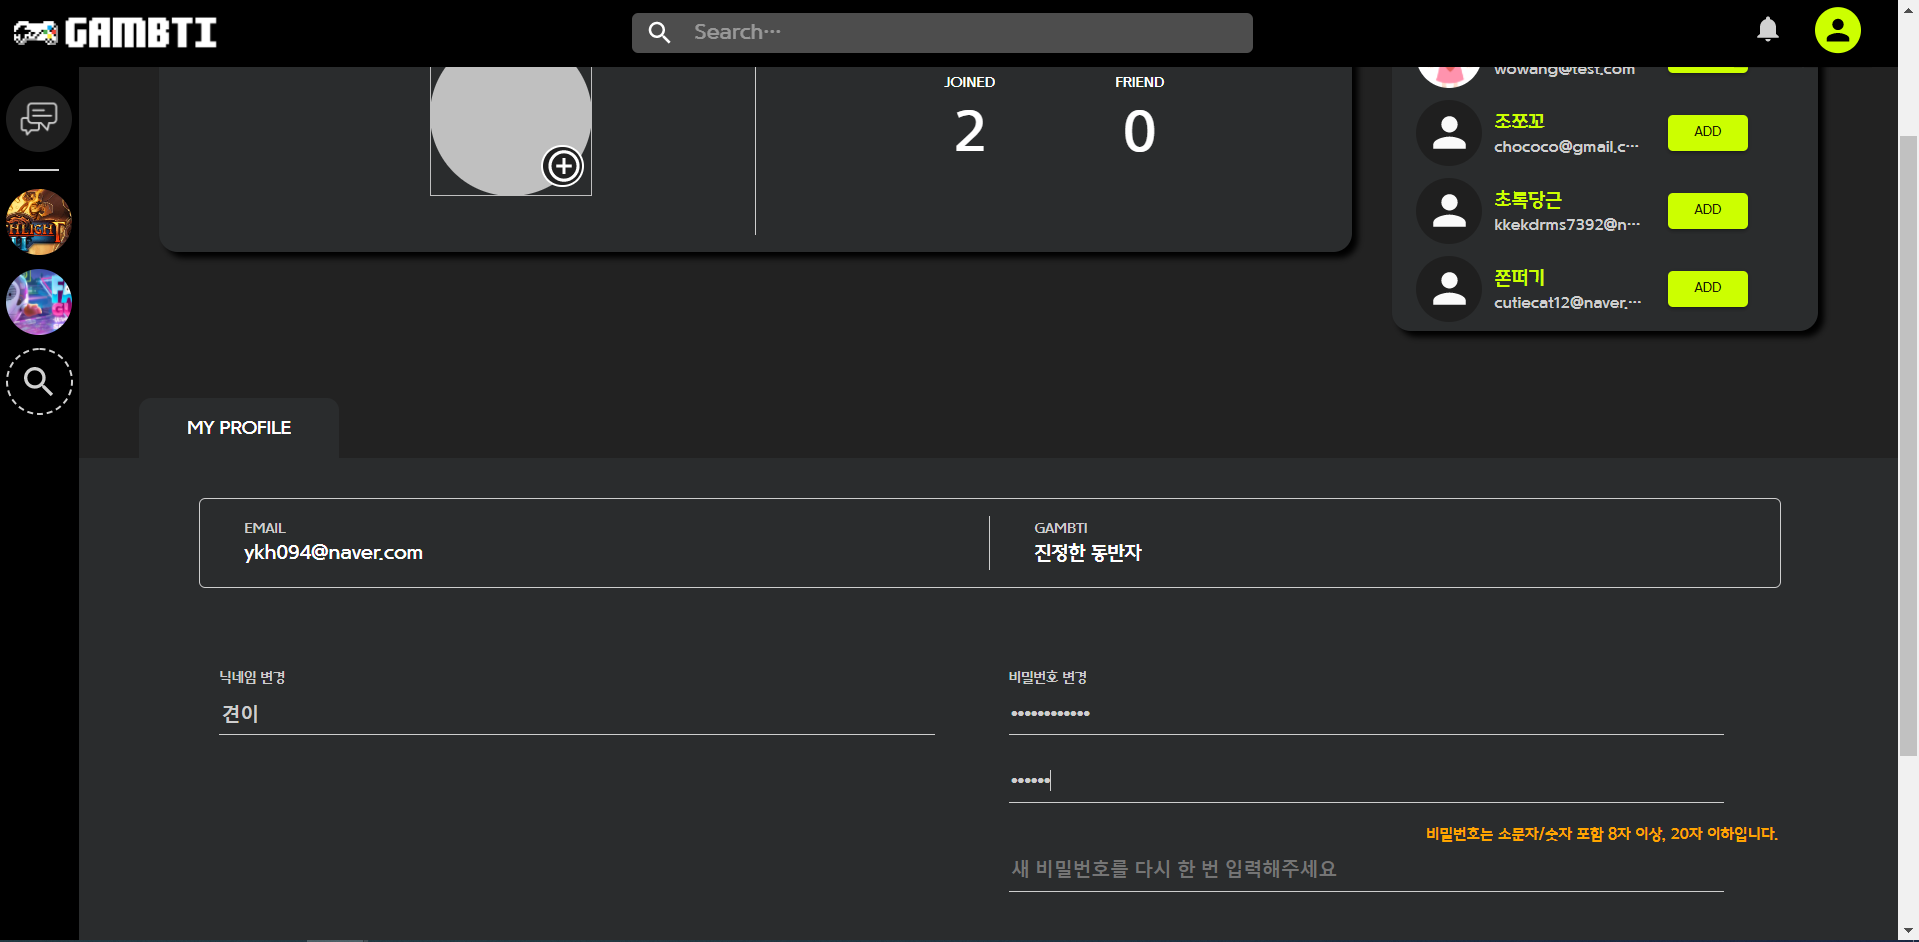 GAMBTI
Search…
JOINED
2
FRIEND
0
wowang@test.com
조쪼꼬
chococo@gmail.c…
ADD
초록당근
kkekdrms7392@n…
ADD
쫀떠기
cutiecat12@naver.…
ADD
HLIGHT
FA
GU
MY PROFILE
EMAIL
ykh094@naver.com
GAMBTI
진정한 동반자
닉네임 변경
견이
비밀번호 변경
••••••••••••
••••••
비밀번호는 소문자/숫자 포함 8자 이상, 20자 이하입니다.
새 비밀번호를 다시 한 번 입력해주세요